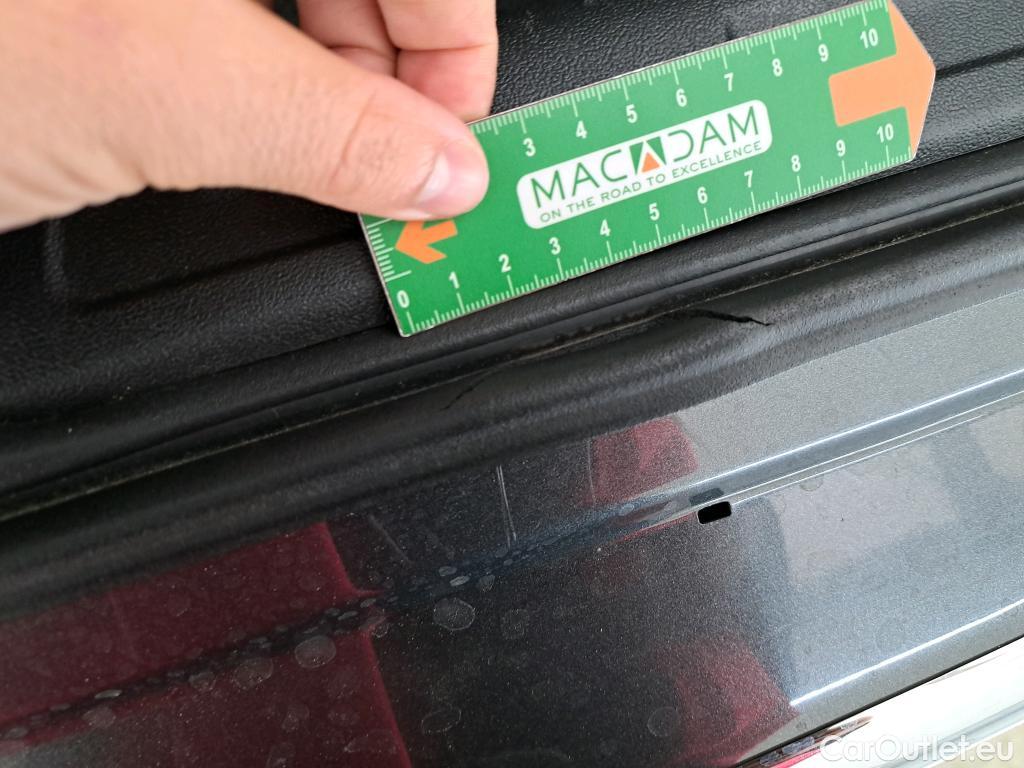 3 4 5 6 7 8 9 10
MACADAM
ON THE ROAD TO EXCELLENCE
0 1 2 3 4 5 6 7 8 9 10
CarOutlet.eu